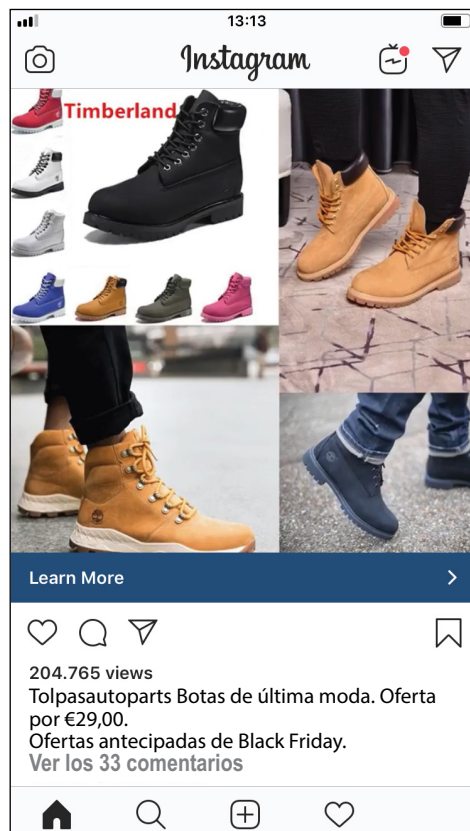 13:13
Instagram
Timberland
Learn More
204.765 views
Tolpasautoparts Botas de última moda. Oferta
por €29,00.
Ofertas antecipadas de Black Friday.
Ver los 33 comentarios